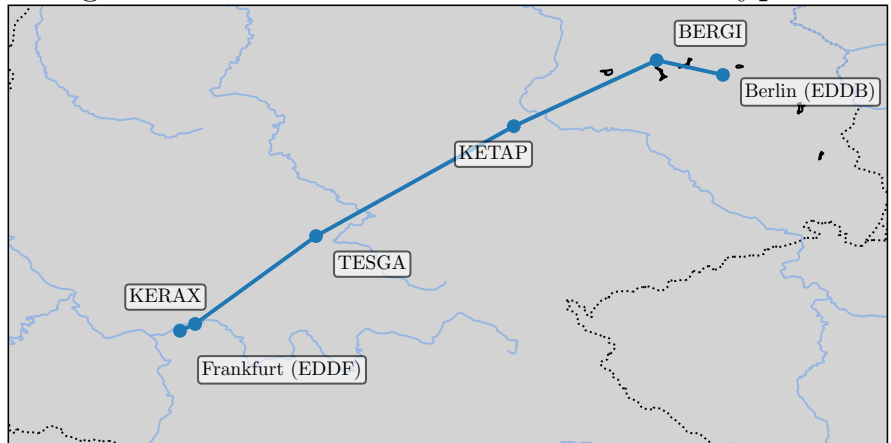 BERGI
Berlin (EDDB)
KETAP
TESGA
KERAX
Frankfurt (EDDF)